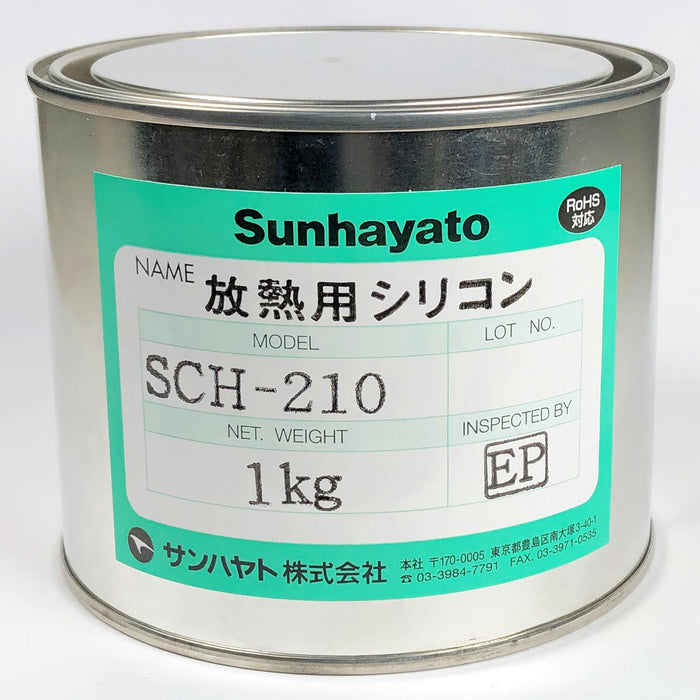 Sunhayato
RoHS
対応
NAME 放熱用シリコン
MODEL
LOT NO.
SCH-210
NET. WEIGHT
INSPECTED BY
1kg
EP
サンハヤト株式会社
本社 〒170-0005 東京都豊島区南大塚3-40-1
☎ 03-3984-7791 FAX. 03-3971-0535